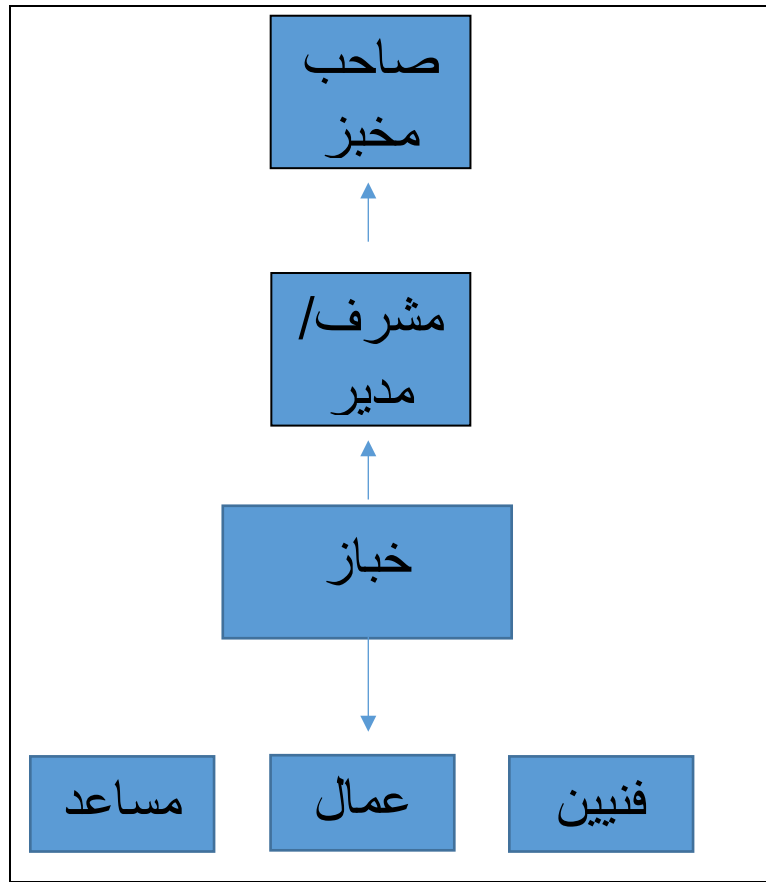 صاحب
مخبز
مشرف/
مدير
خباز
فنيين
عمال
مساعد